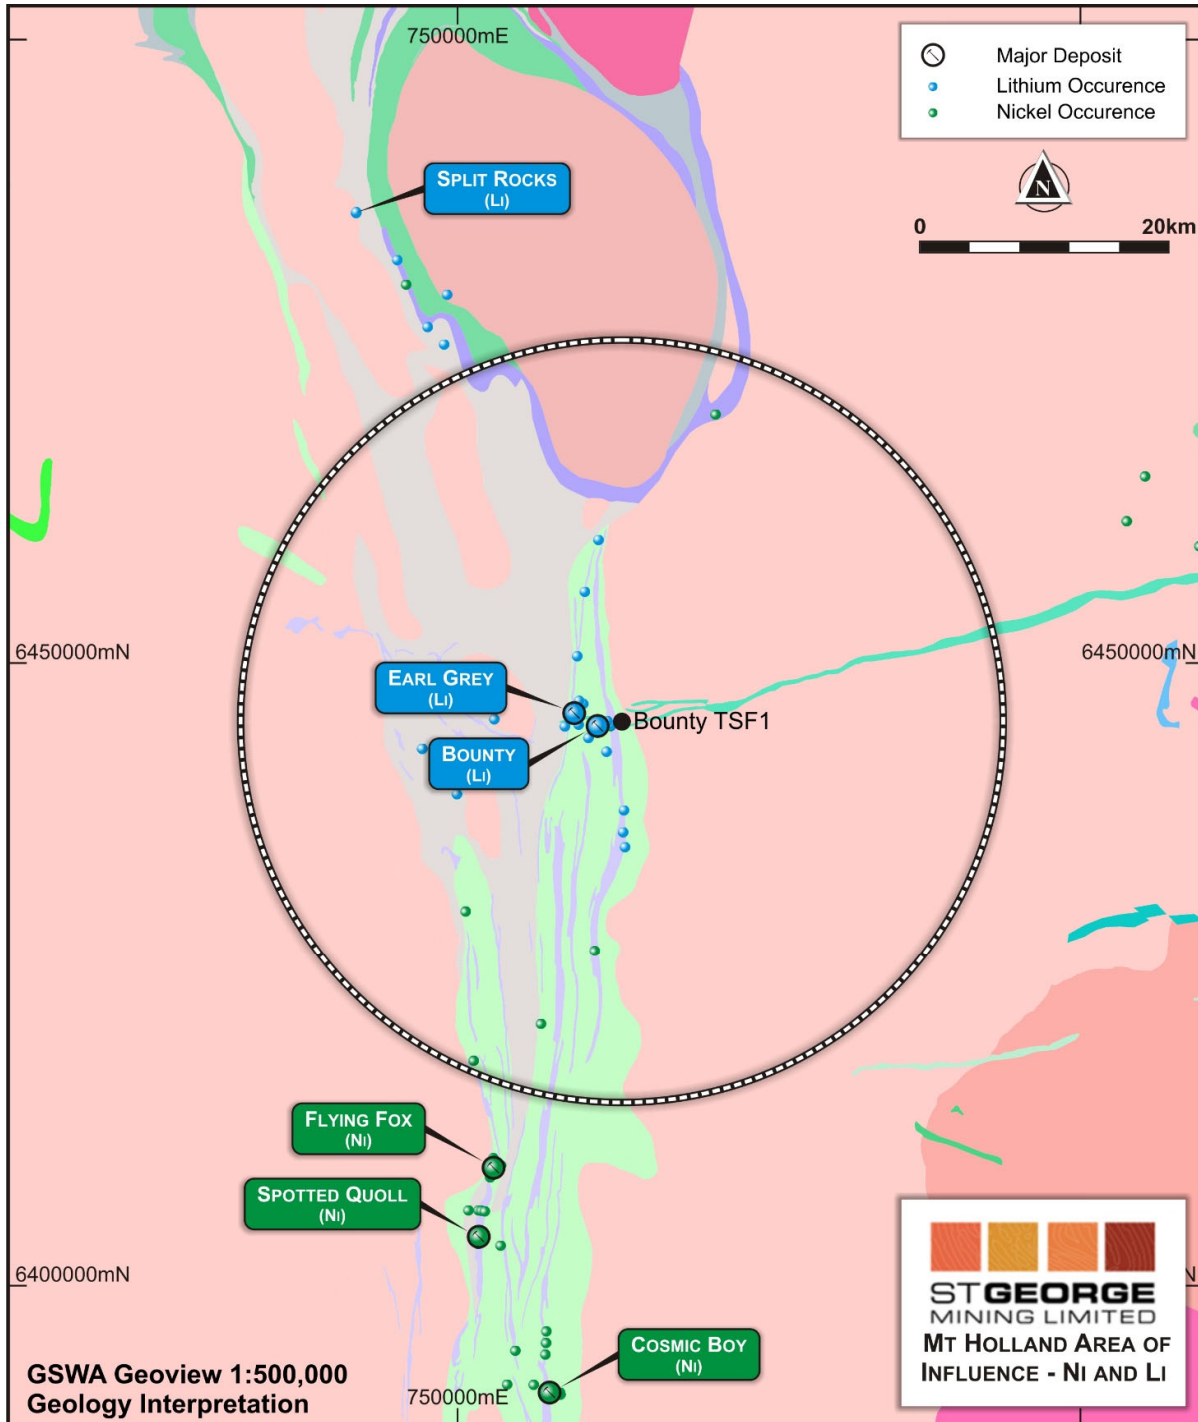 750000mE
Major Deposit
Lithium Occurence
Nickel Occurence
N
0 20km
SPLIT ROCKS
(LI)
6450000mN
6450000mN
EARL GREY
(LI)
Bounty TSF1
BOUNTY
(LI)
FLYING FOX
(NI)
SPOTTED QUOLL
(NI)
6400000mN
N
STGEORGE
MINING LIMITED
MT HOLLAND AREA OF
INFLUENCE - NI AND LI
COSMIC BOY
(NI)
GSWA Geoview 1:500,000
Geology Interpretation
750000mE